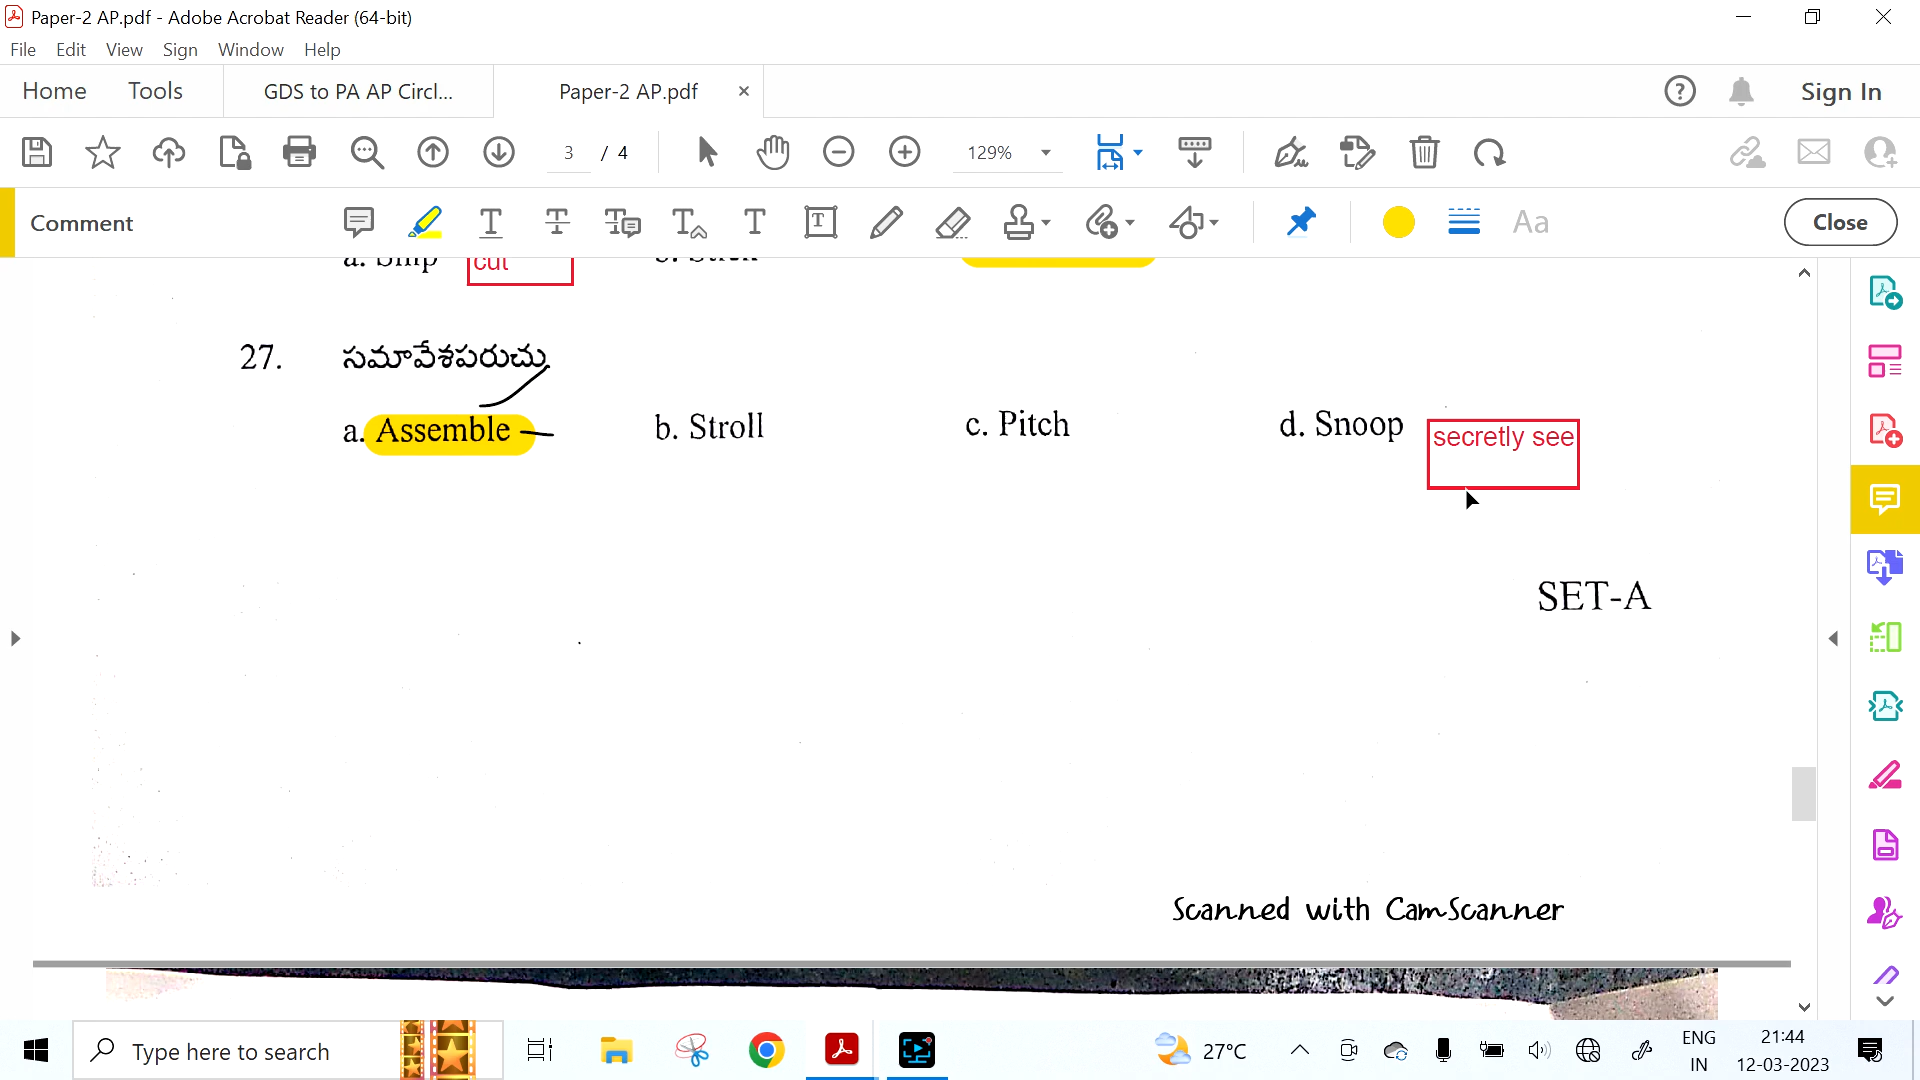 Paper-2 AP.pdf - Adobe Acrobat Reader (64-bit)
File Edit View Sign Window Help
Home Tools GDS to PA AP Circl... Paper-2 AP.pdf × Sign In
3 / 4 129%
Comment Close
cut
27. సమావేశపరుచు
a. Assemble b. Stroll c. Pitch d. Snoop secretly see
SET-A
Scanned with CamScanner
Type here to search 27°C ENG 21:44
IN 12-03-2023